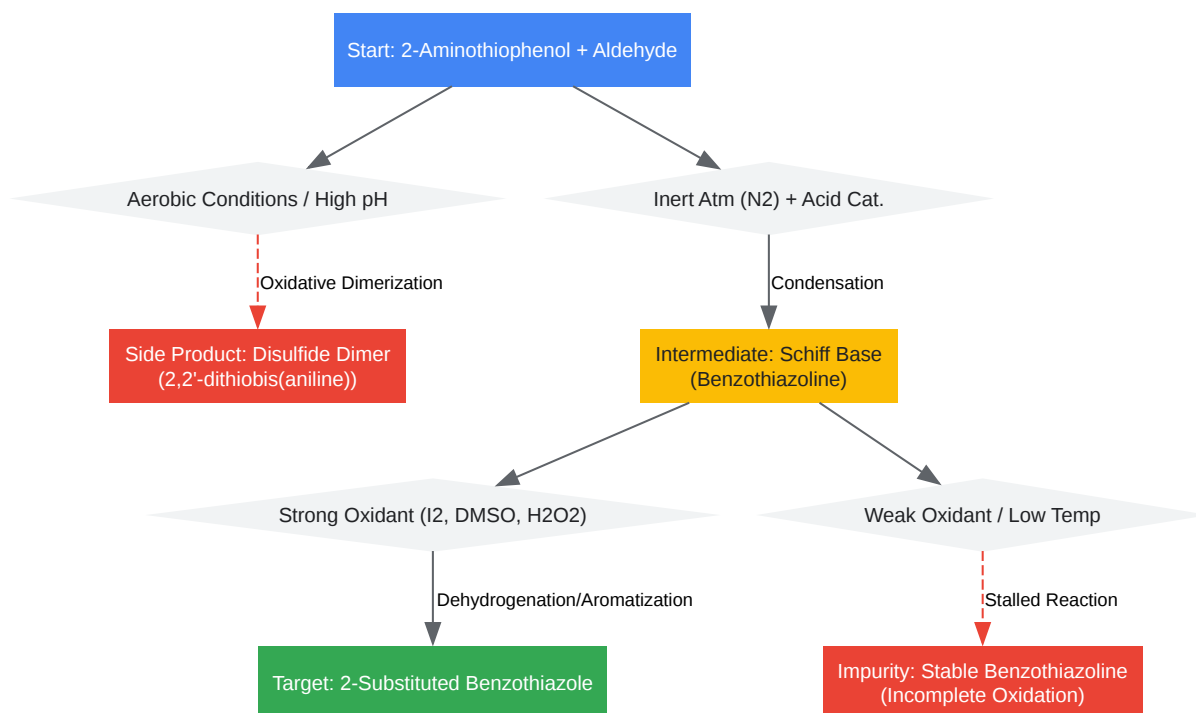 Start: 2-Aminothiophenol + Aldehyde
Aerobic Conditions / High pH
Inert Atm (N2) + Acid Cat.
Oxidative Dimerization
Condensation
Side Product: Disulfide Dimer
(2,2'-dithiobis(aniline))
Intermediate: Schiff Base
(Benzothiazoline)
Strong Oxidant (I2, DMSO, H2O2)
Weak Oxidant / Low Temp
Dehydrogenation/Aromatization
Stalled Reaction
Target: 2-Substituted Benzothiazole
Impurity: Stable Benzothiazoline
(Incomplete Oxidation)